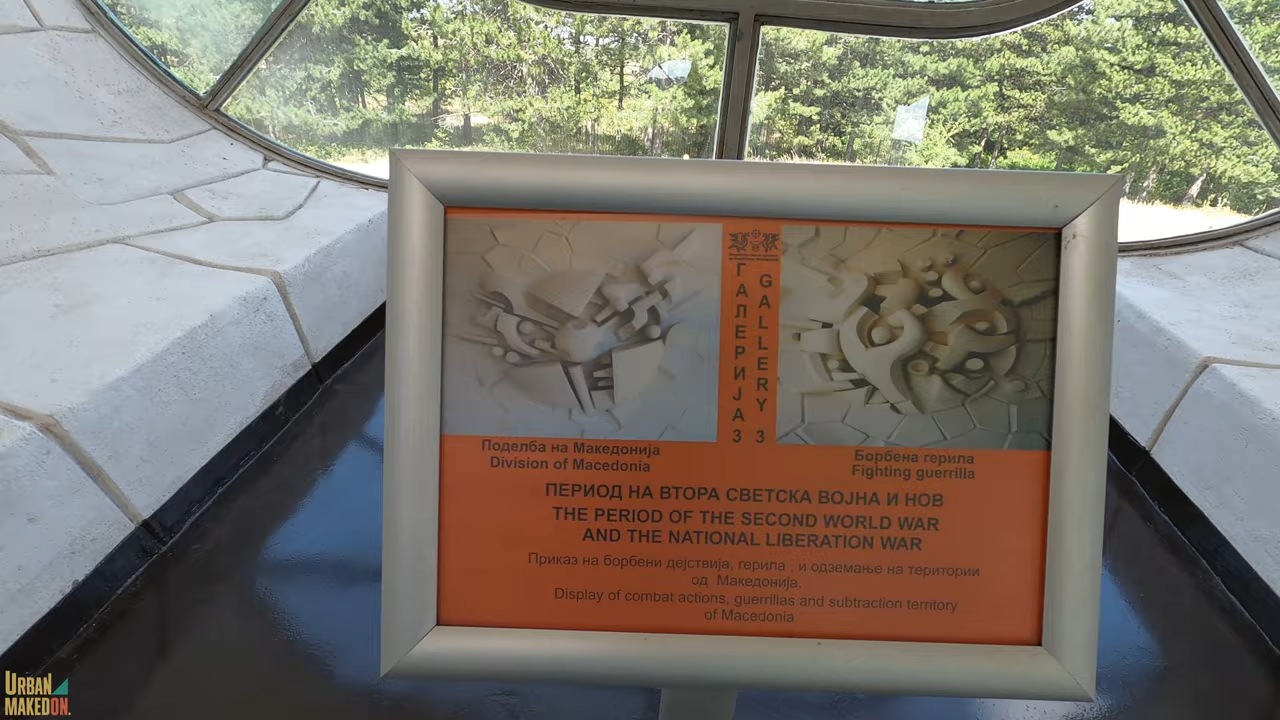 ГАЛЕРИЈА 3
GALLERY 3
Поделба на Македонија
Division of Macedonia
Борбена герила
Fighting guerrilla
ПЕРИОД НА ВТОРА СВЕТСКА ВОЈНА И НОВ
THE PERIOD OF THE SECOND WORLD WAR
AND THE NATIONAL LIBERATION WAR
Приказ на борбени дејствија, герила , и одземање на територии
од Македонија.
Display of combat actions, guerrilias and subtraction territory
of Macedonia
URBAN
MAKEDON.